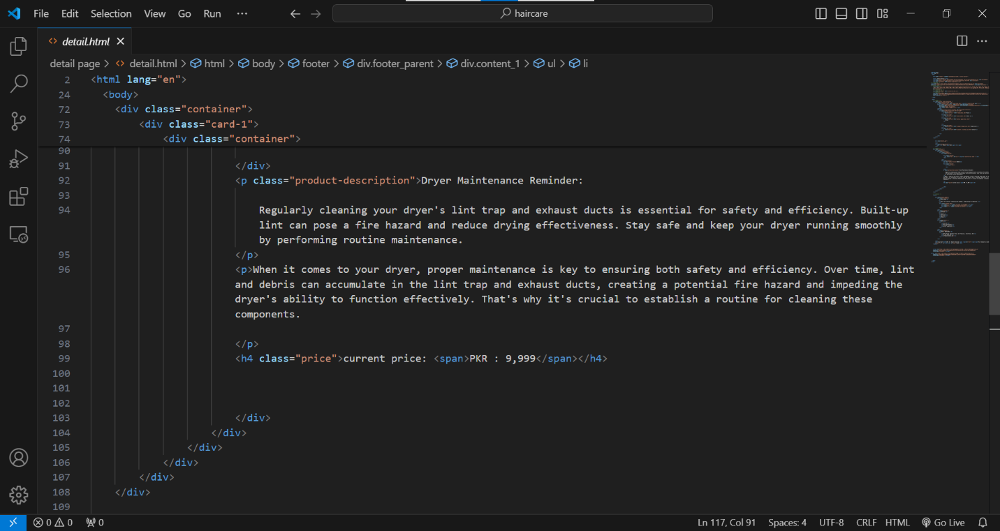 File Edit Selection View Go Run ··· haircare
detail.html
detail page > detail.html > html > body > footer > div.footer_parent > div.content_1 > ul > li
2 <html lang="en">
24 <body>
72 <div class="container">
73 <div class="card-1">
74 <div class="container">
90
91 </div>
92 <p class="product-description">Dryer Maintenance Reminder:
93
94 Regularly cleaning your dryer's lint trap and exhaust ducts is essential for safety and efficiency. Built-up
lint can pose a fire hazard and reduce drying effectiveness. Stay safe and keep your dryer running smoothly
by performing routine maintenance.
95 </p>
96 <p>When it comes to your dryer, proper maintenance is key to ensuring both safety and efficiency. Over time, lint
and debris can accumulate in the lint trap and exhaust ducts, creating a potential fire hazard and impeding the
dryer's ability to function effectively. That's why it's crucial to establish a routine for cleaning these
components.
97
98 </p>
99 <h4 class="price">current price: <span>PKR : 9,999</span></h4>
100
101
102
103 </div>
104 </div>
105 </div>
106 </div>
107 </div>
108 </div>
109
0 0 0 Ln 117, Col 91 Spaces: 4 UTF-8 CRLF HTML Go Live